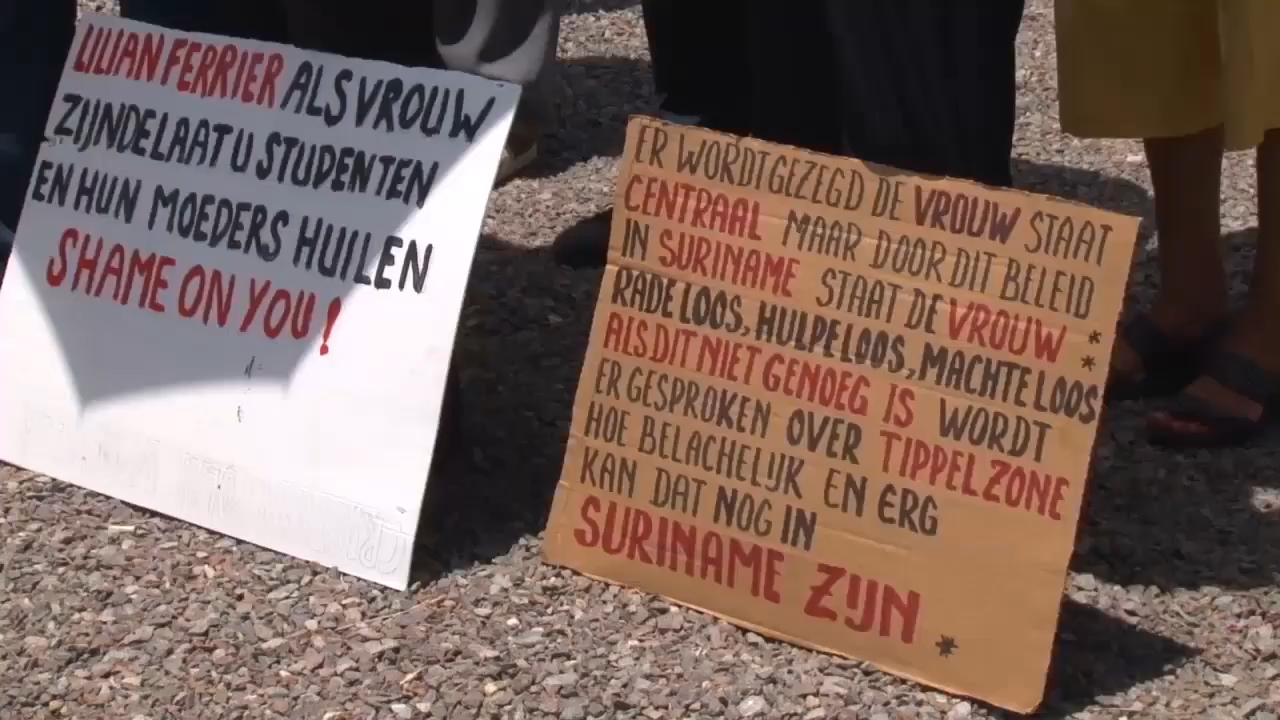 LILIAN FERRIER ALS VROUW
ZIJNDE LAAT U STUDENTEN
EN HUN MOEDERS HUILEN
SHAME ON YOU!
ER WORDT GEZEGD DE VROUW STAAT
CENTRAAL MAAR DOOR DIT BELEID
IN SURINAME STAAT DE VROUW *
RADELOOS, HULPELOOS, MACHTELOOS *
ALS DIT NIET GENOEG IS WORDT
ER GESPROKEN OVER TIPPELZONE
HOE BELACHELIJK EN ERG
KAN DAT NOG IN
SURINAME ZIJN *